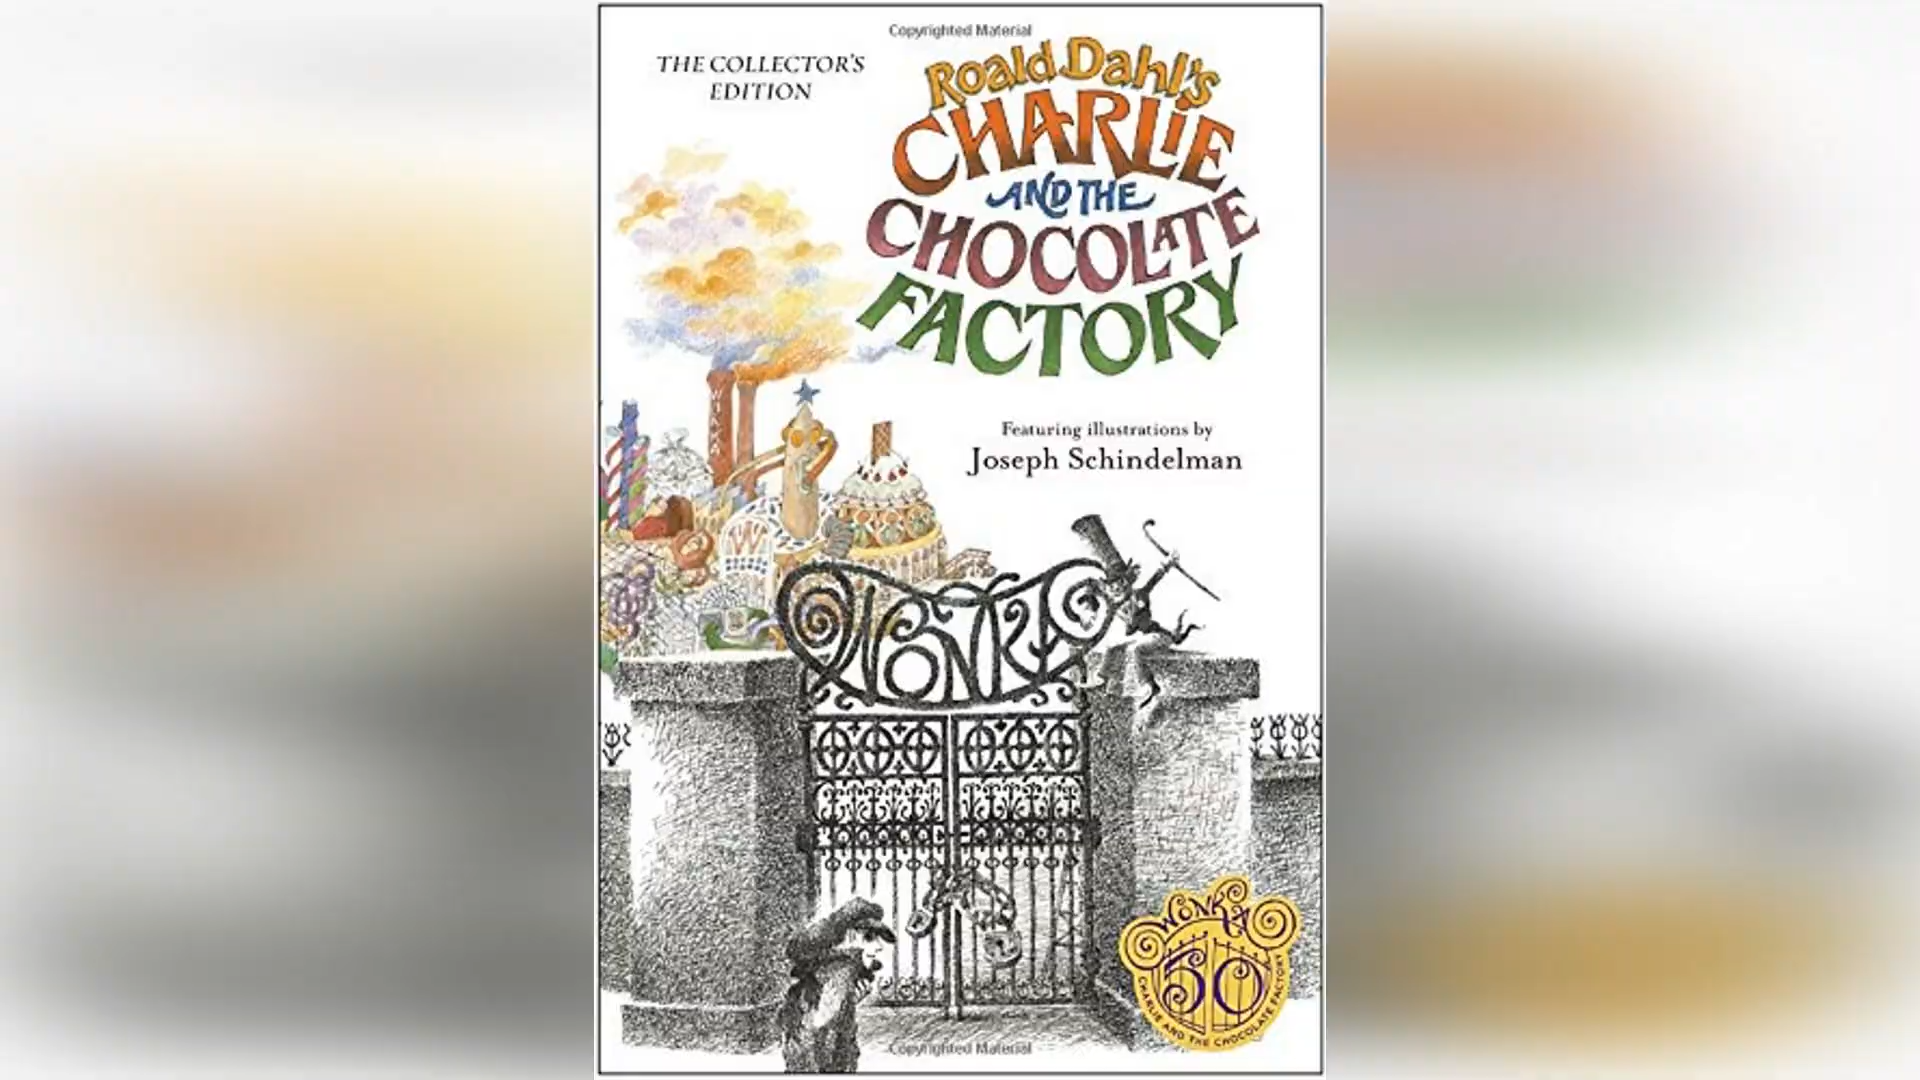 Copyrighted Material
THE COLLECTOR'S
EDITION
Roald Dahl's
CHARLiE
AND THE
CHOCOLATE
FACTORY
Featuring illustrations by
Joseph Schindelman
WONKA
W
WONKA
WONKA
50
CHARLIE AND THE CHOCOLATE FACTORY
Copyrighted Material